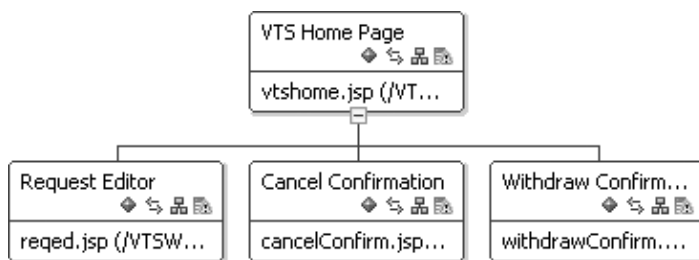 VTS Home Page
vtshome.jsp (/VT...
Request Editor
reqed.jsp (/VTSW...
Cancel Confirmation
cancelConfirm.jsp...
Withdraw Confirm...
withdrawConfirm....